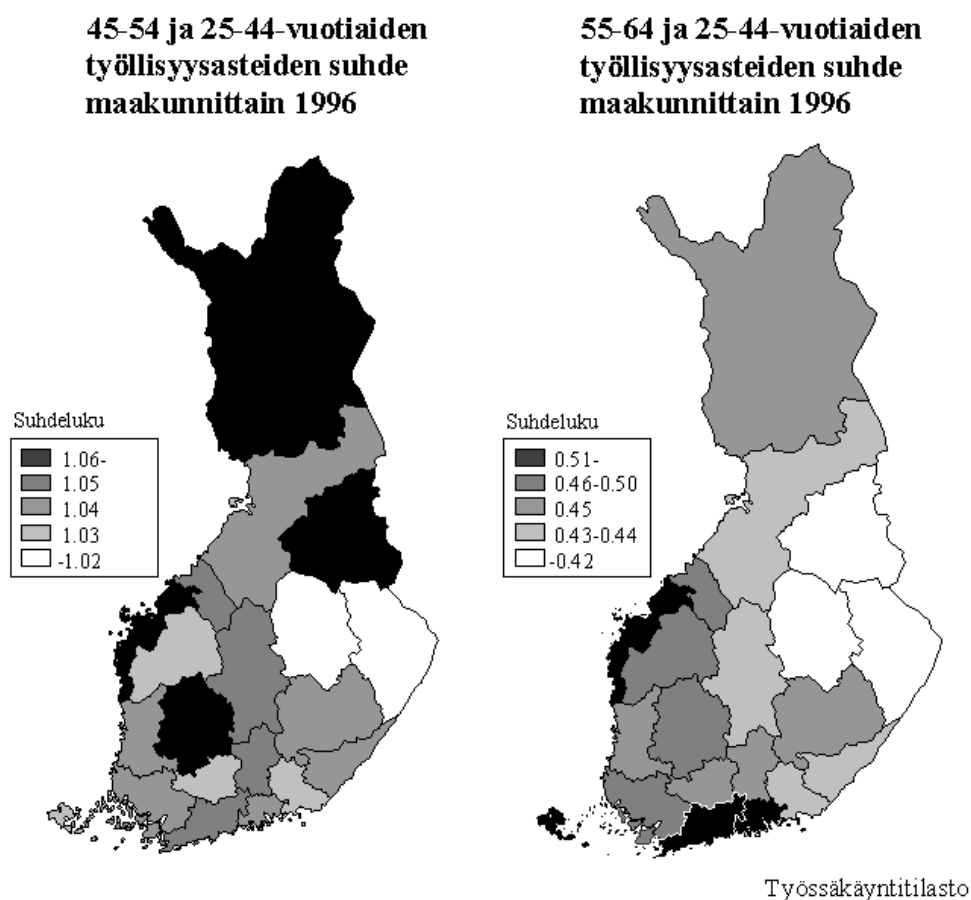 45-54 ja 25-44-vuotiaiden
työllisyysasteiden suhde
maakunnittain 1996
55-64 ja 25-44-vuotiaiden
työllisyysasteiden suhde
maakunnittain 1996
Suhdeluku
1.06-
1.05
1.04
1.03
-1.02
Suhdeluku
0.51-
0.46-0.50
0.45
0.43-0.44
-0.42
Työssäkäyntitilasto